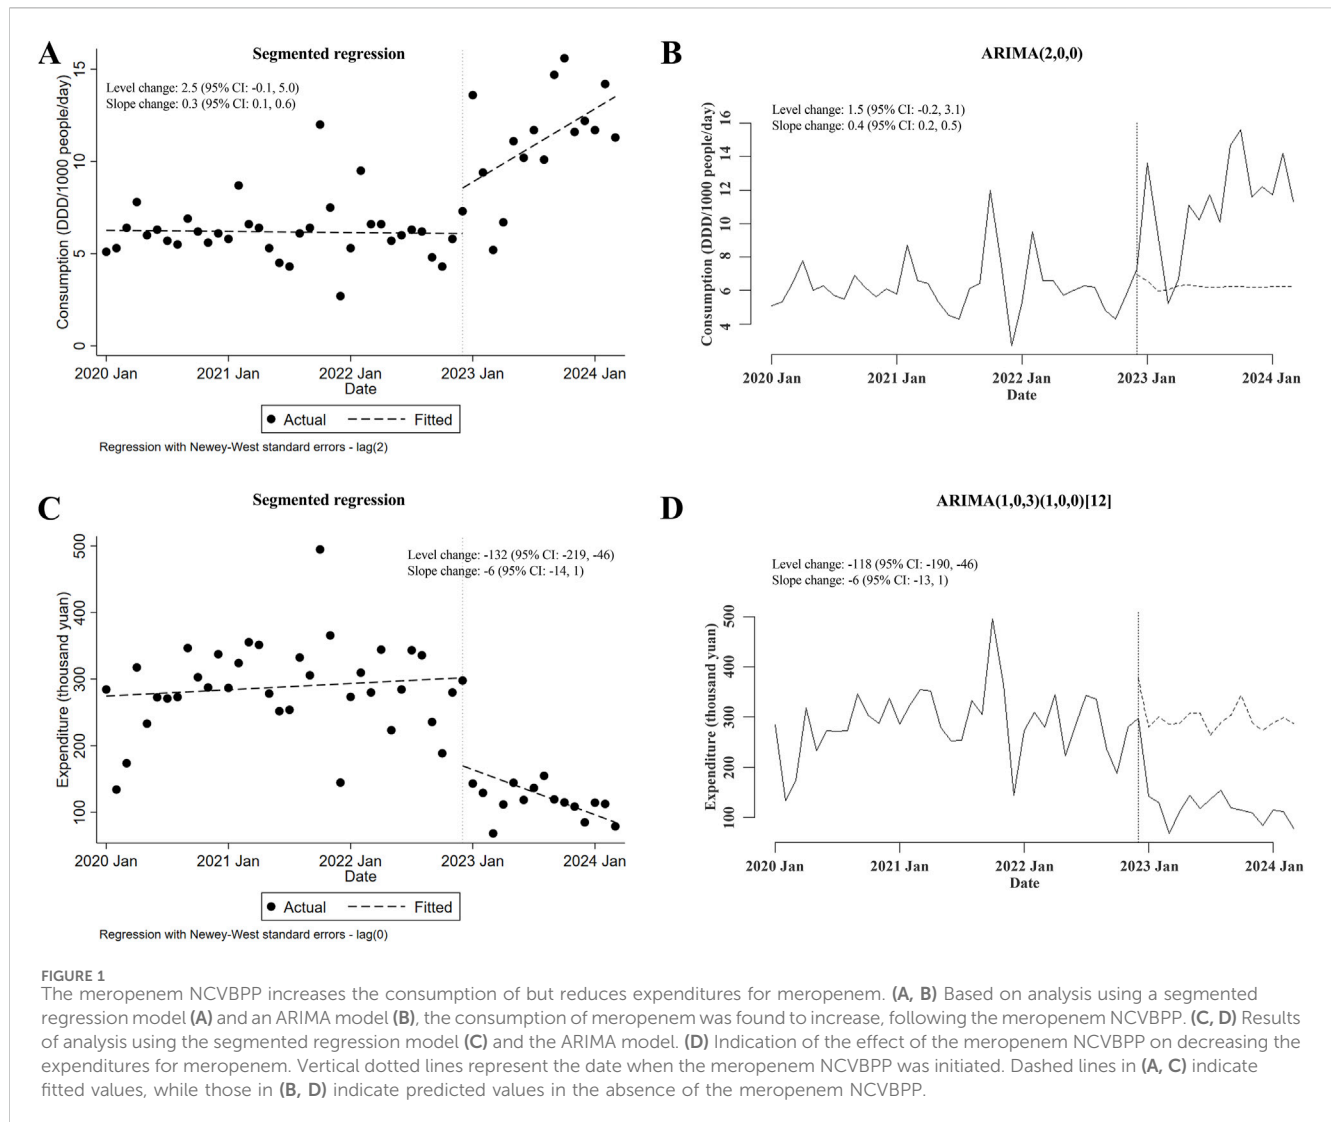 A
Segmented regression
Level change: 2.5 (95% CI: -0.1, 5.0)
Slope change: 0.3 (95% CI: 0.1, 0.6)
Consumption (DDD/1000 people/day)
15
10
5
0
2020 Jan 2021 Jan 2022 Jan 2023 Jan 2024 Jan
Date
Actual Fitted
Regression with Newey-West standard errors - lag(2)
B
ARIMA(2,0,0)
Level change: 1.5 (95% CI: -0.2, 3.1)
Slope change: 0.4 (95% CI: 0.2, 0.5)
Consumption (DDD/1000 people/day)
16
14
12
10
8
6
4
2020 Jan 2021 Jan 2022 Jan 2023 Jan 2024 Jan
Date
C
Segmented regression
Level change: -132 (95% CI: -219, -46)
Slope change: -6 (95% CI: -14, 1)
Expenditure (thousand yuan)
500
400
300
200
100
2020 Jan 2021 Jan 2022 Jan 2023 Jan 2024 Jan
Date
Actual Fitted
Regression with Newey-West standard errors - lag(0)
D
ARIMA(1,0,3)(1,0,0)[12]
Level change: -118 (95% CI: -190, -46)
Slope change: -6 (95% CI: -13, 1)
Expenditure (thousand yuan)
500
400
300
200
100
2020 Jan 2021 Jan 2022 Jan 2023 Jan 2024 Jan
Date
FIGURE 1
The meropenem NCVBPP increases the consumption of but reduces expenditures for meropenem. (A, B) Based on analysis using a segmented
regression model (A) and an ARIMA model (B), the consumption of meropenem was found to increase, following the meropenem NCVBPP. (C, D) Results
of analysis using the segmented regression model (C) and the ARIMA model. (D) Indication of the effect of the meropenem NCVBPP on decreasing the
expenditures for meropenem. Vertical dotted lines represent the date when the meropenem NCVBPP was initiated. Dashed lines in (A, C) indicate
fitted values, while those in (B, D) indicate predicted values in the absence of the meropenem NCVBPP.